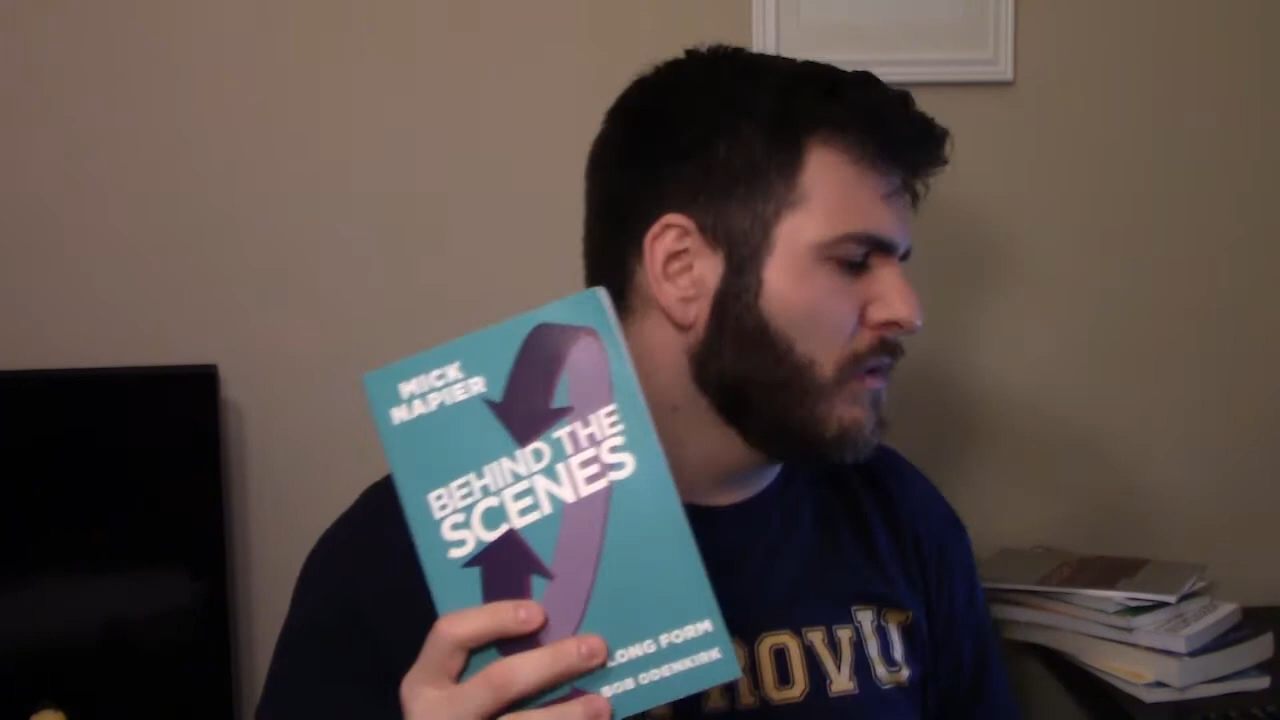 MICK
NAPIER
BEHIND THE
SCENES
LONG FORM
BOB ODENKIRK
ROVU